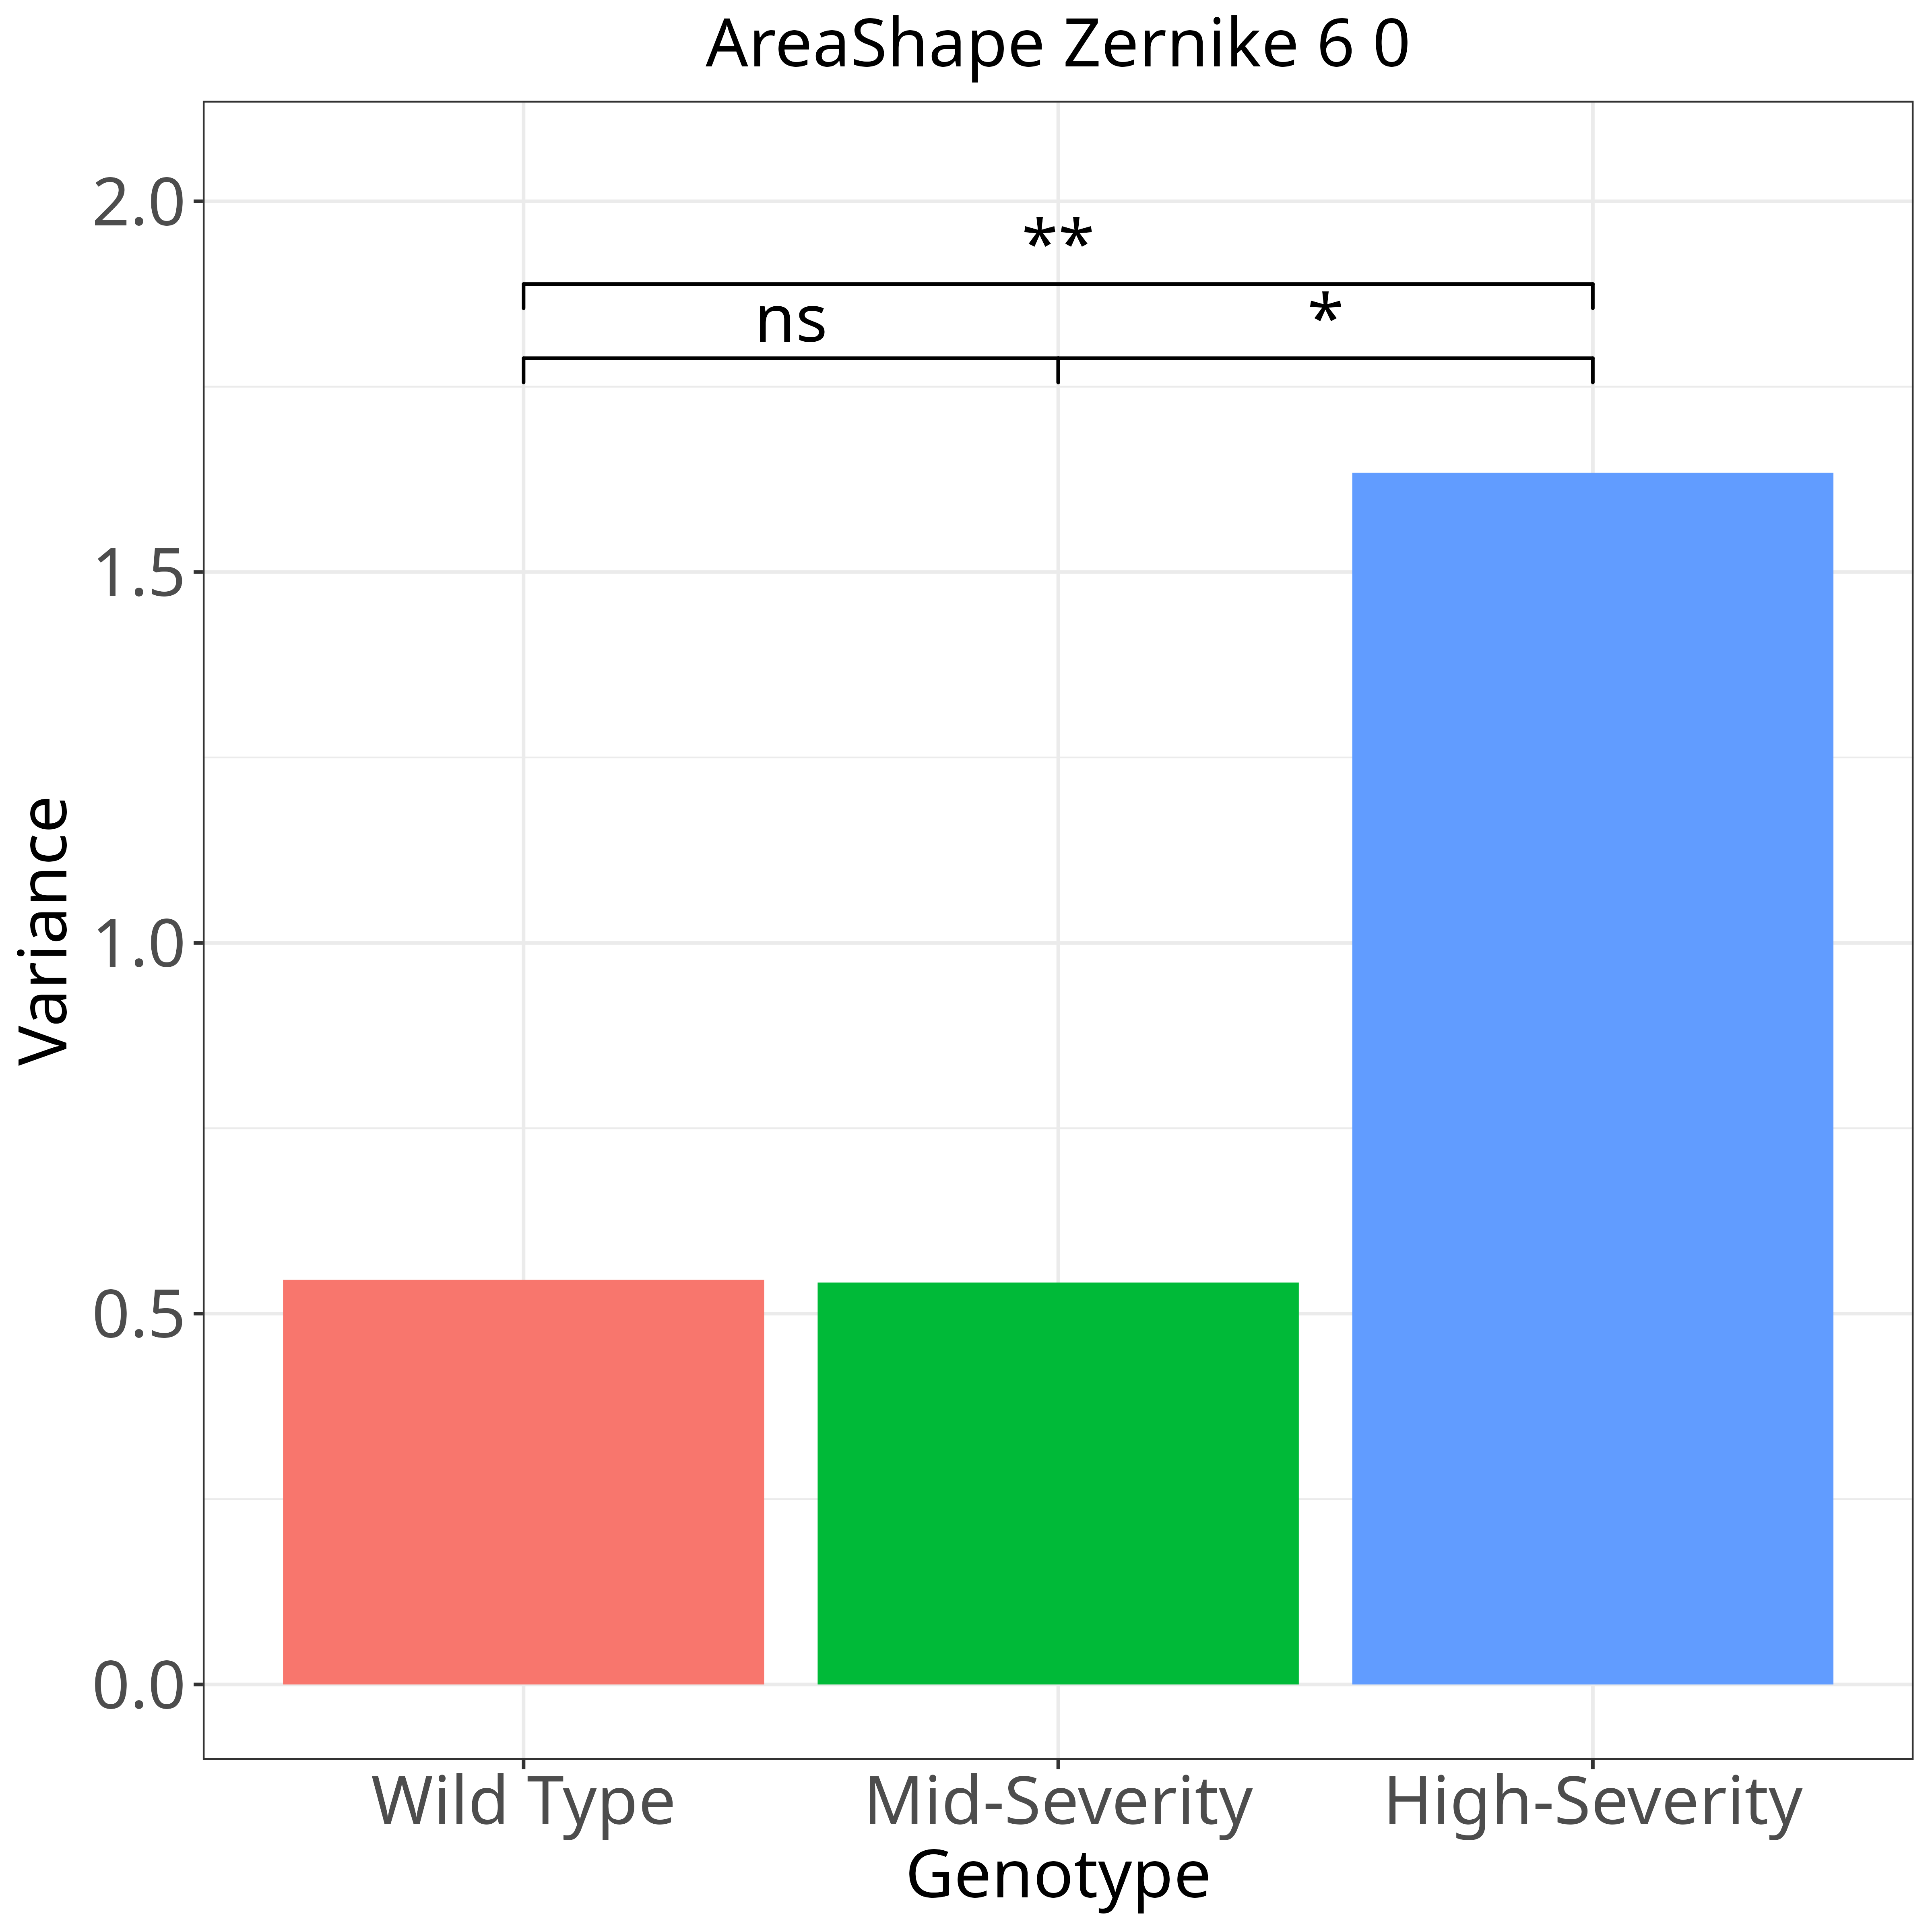 AreaShape Zernike 6 0
2.0
**
ns
*
1.5
Variance
1.0
0.5
0.0
Wild Type Mid-Severity High-Severity
Genotype